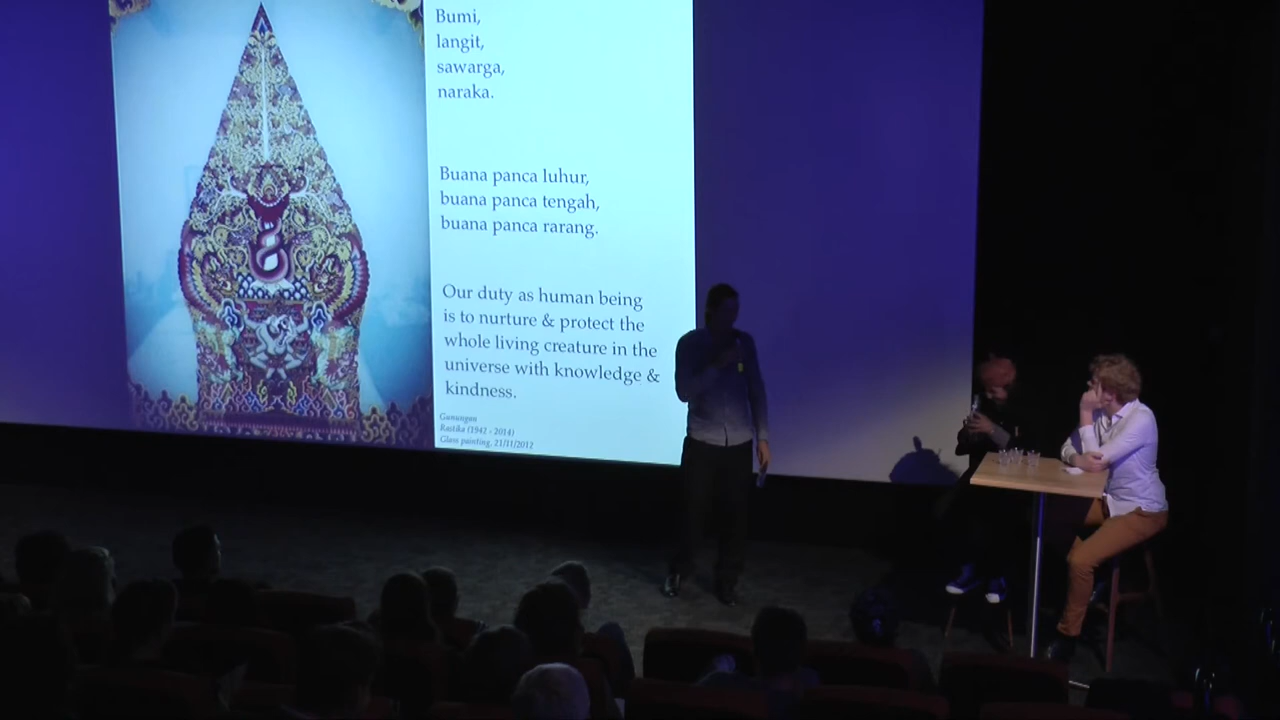 Bumi,
langit,
sawarga,
naraka.
Buana panca luhur,
buana panca tengah,
buana panca rarang.
Our duty as human being
is to nurture & protect the
whole living creature in the
universe with knowledge &
kindness.
Gunungan
Rastika (1942 - 2014)
Glass painting, 21/11/2012